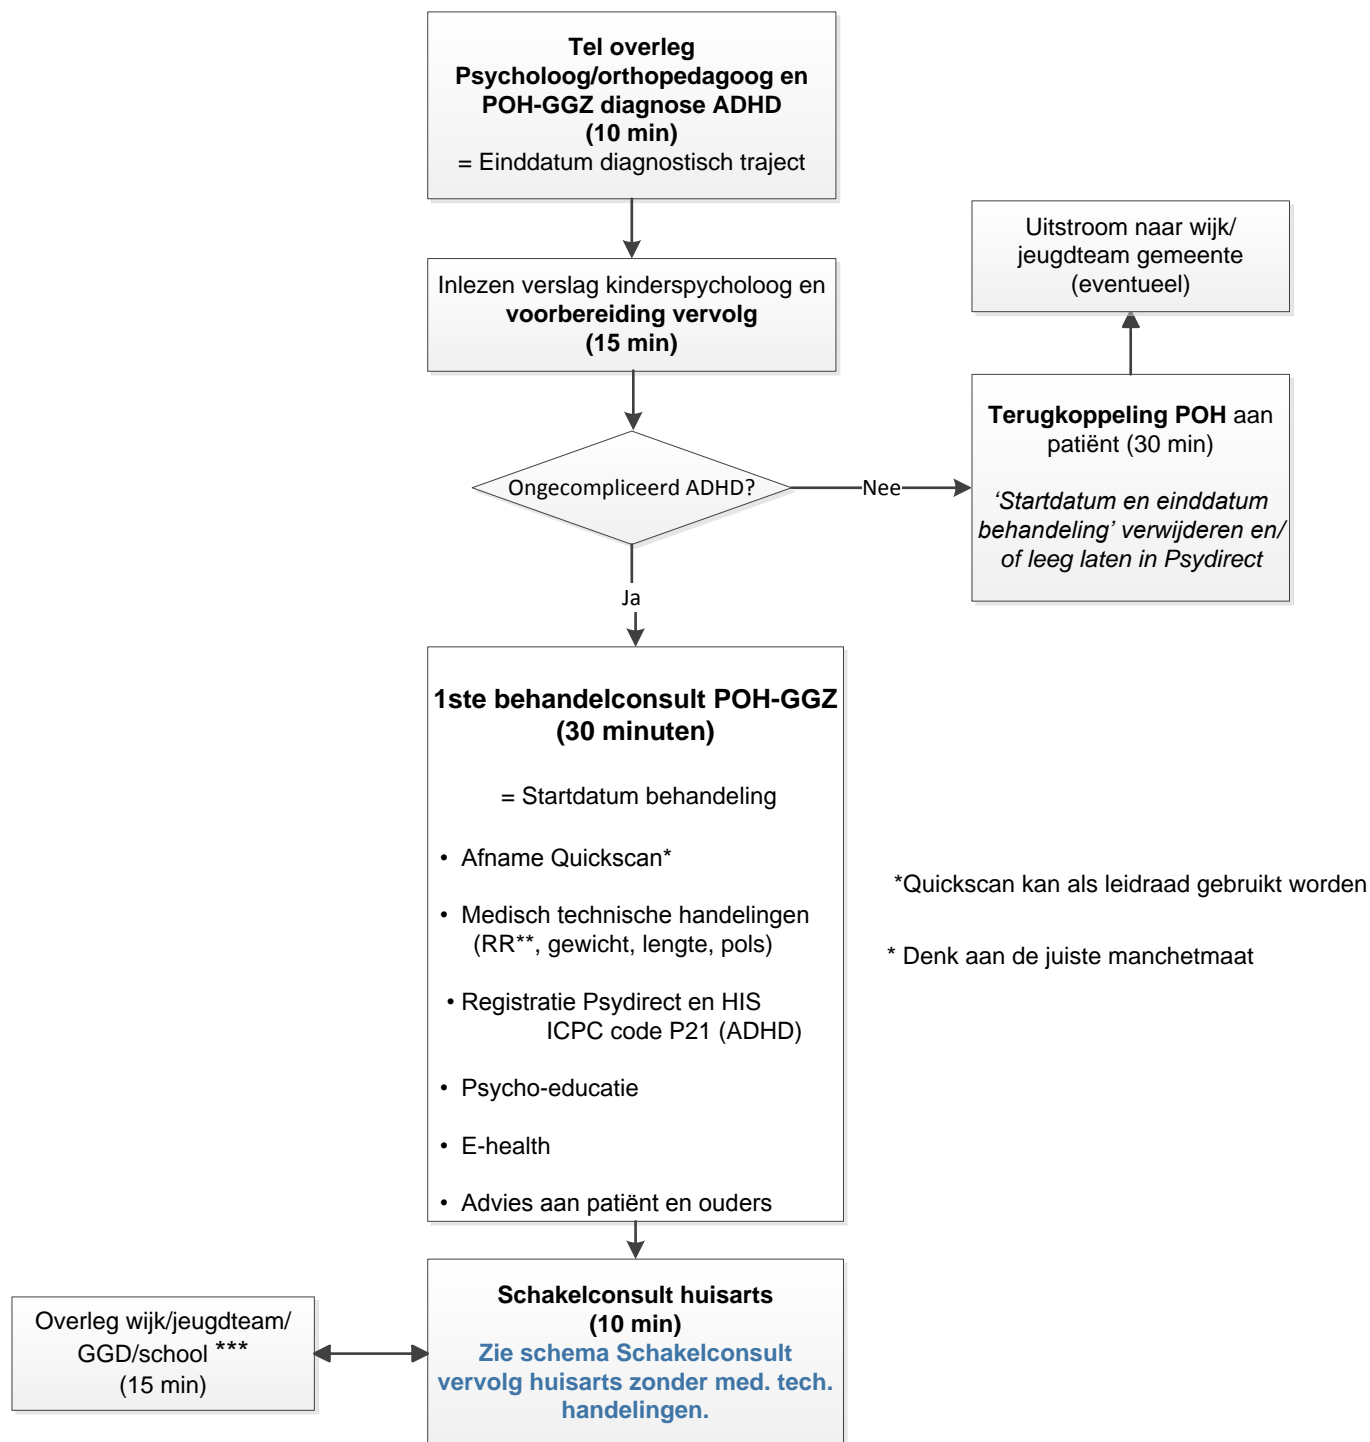 Tel overleg
Psycholoog/orthopedagoog en
POH-GGZ diagnose ADHD
(10 min)
= Einddatum diagnostisch traject
Inlezen verslag kinderspycholoog en
voorbereiding vervolg
(15 min)
Uitstroom naar wijk/
jeugdteam gemeente
(eventueel)
Terugkoppeling POH aan
patiënt (30 min)
‘Startdatum en einddatum
behandeling’ verwijderen en/
of leeg laten in Psydirect
Ongecompliceerd ADHD?
Nee
Ja
1ste behandelconsult POH-GGZ
(30 minuten)
= Startdatum behandeling
• Afname Quickscan*
• Medisch technische handelingen
(RR**, gewicht, lengte, pols)
• Registratie Psydirect en HIS
ICPC code P21 (ADHD)
• Psycho-educatie
• E-health
• Advies aan patiënt en ouders
*Quickscan kan als leidraad gebruikt worden
* Denk aan de juiste manchetmaat
Overleg wijk/jeugdteam/
GGD/school ***
(15 min)
Schakelconsult huisarts
(10 min)
Zie schema Schakelconsult
vervolg huisarts zonder med. tech.
handelingen.